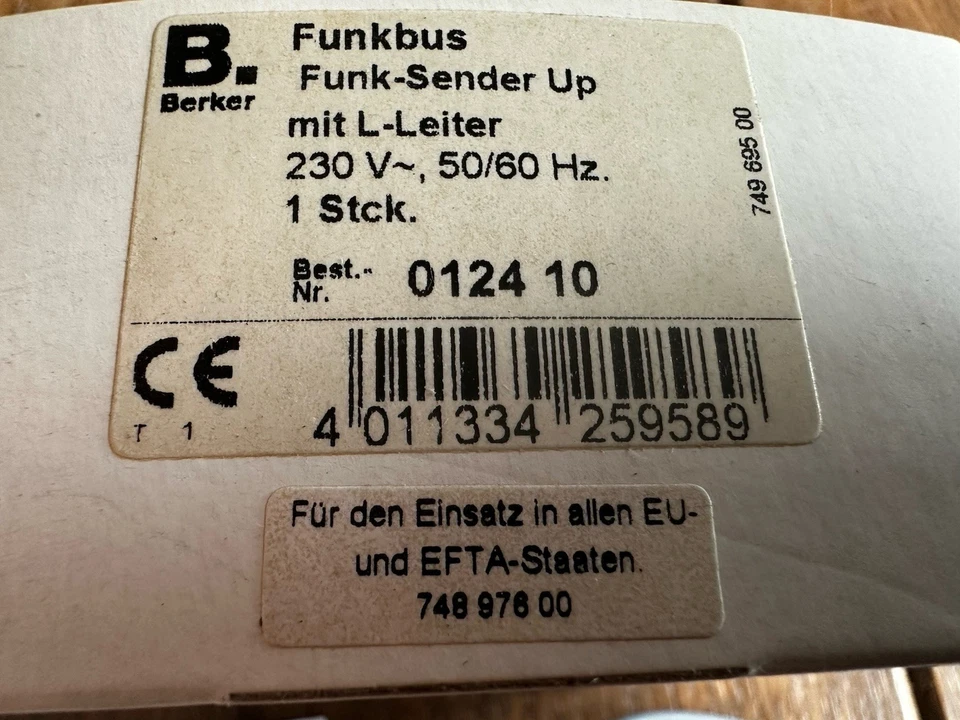 B.
Berker
Funkbus
Funk-Sender Up
mit L-Leiter
230 V~, 50/60 Hz.
1 Stck.
Best.-
Nr. 0124 10
749 695 00
CE
T 1
4 011334 259589
Für den Einsatz in allen EU-
und EFTA-Staaten.
748 976 00